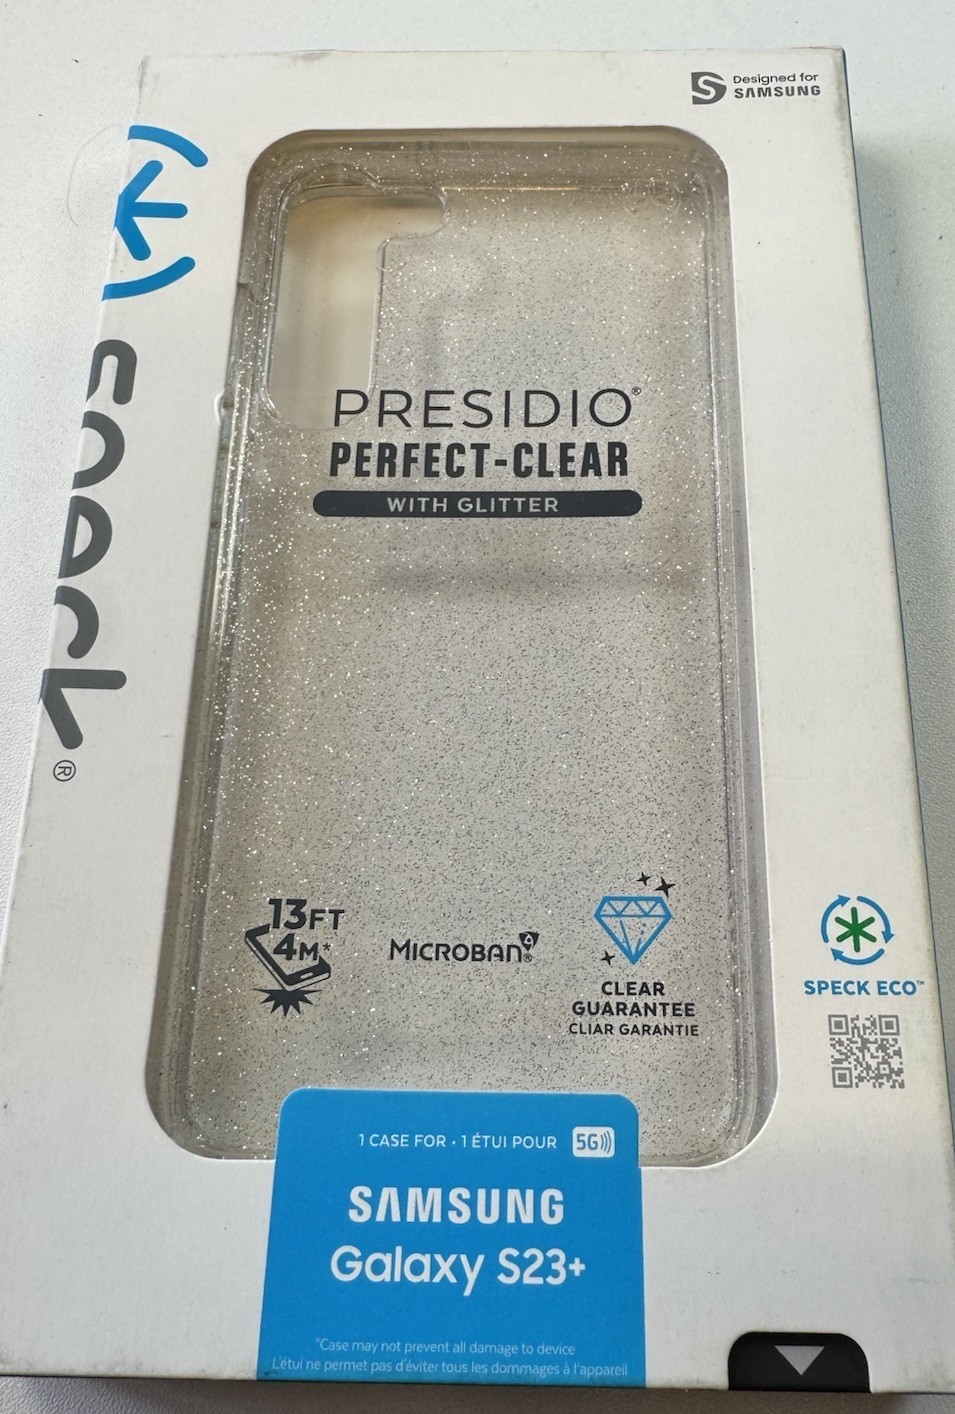 Designed for
SAMSUNG
speck®
PRESIDIO®
PERFECT-CLEAR
WITH GLITTER
13FT
4M*
MICROBAN®
CLEAR
GUARANTEE
CLIAR GARANTIE
SPECK ECO™
1 CASE FOR · 1 ÉTUI POUR 5G
SAMSUNG
Galaxy S23+
*Case may not prevent all damage to device
L'étui ne permet pas d'éviter tous les dommages à l'appareil